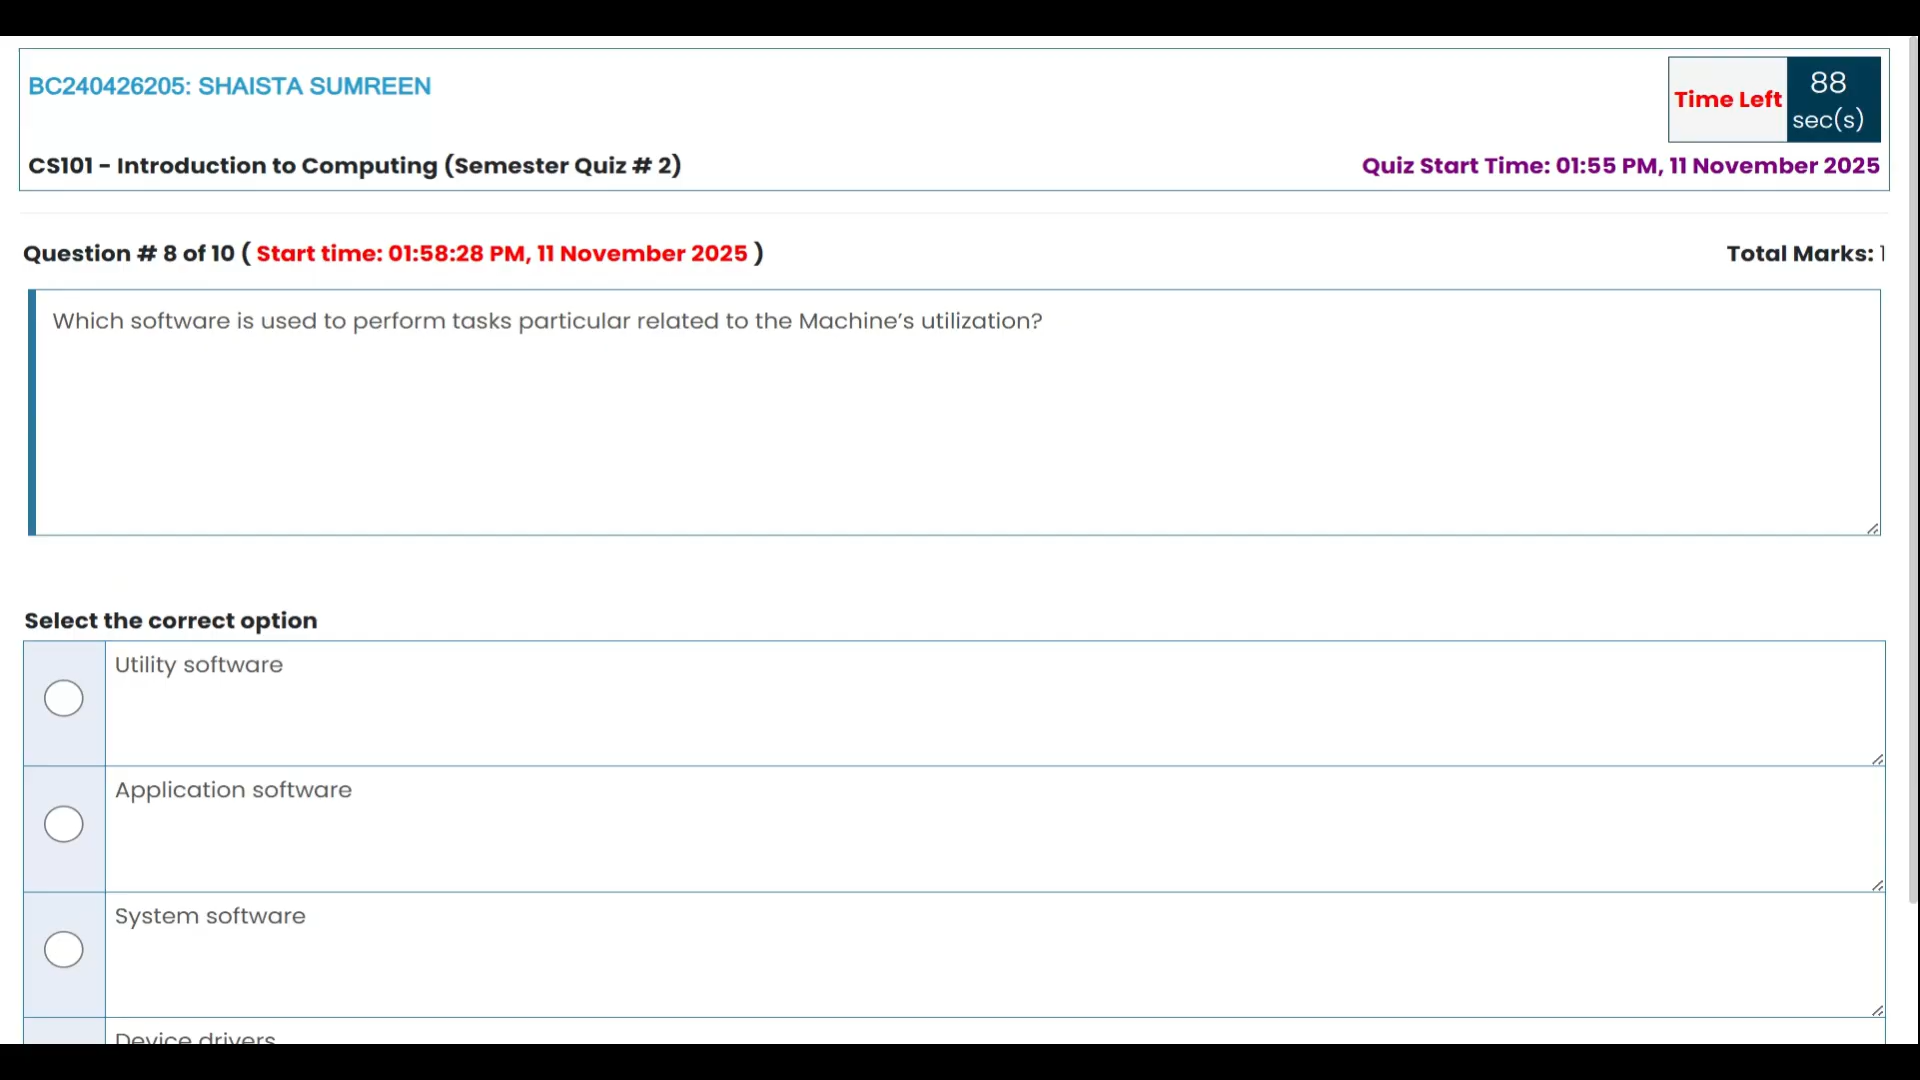 BC240426205: SHAISTA SUMREEN
Time Left
88
sec(s)
CS101 - Introduction to Computing (Semester Quiz # 2)
Quiz Start Time: 01:55 PM, 11 November 2025
Question # 8 of 10 ( Start time: 01:58:28 PM, 11 November 2025 )
Total Marks: 1
Which software is used to perform tasks particular related to the Machine’s utilization?
Select the correct option
Utility software
Application software
System software
Device drivers